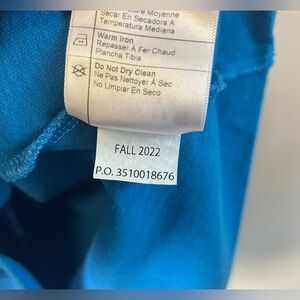 Moyenne
Secar En Secadora A
Temperatura Mediana
Warm Iron
Repasser À Fer Chaud
Plancha Tibia
Do Not Dry Clean
Ne Pas Nettoyer À Sec
No Limpiar En Seco
FALL 2022
P.O. 3510018676